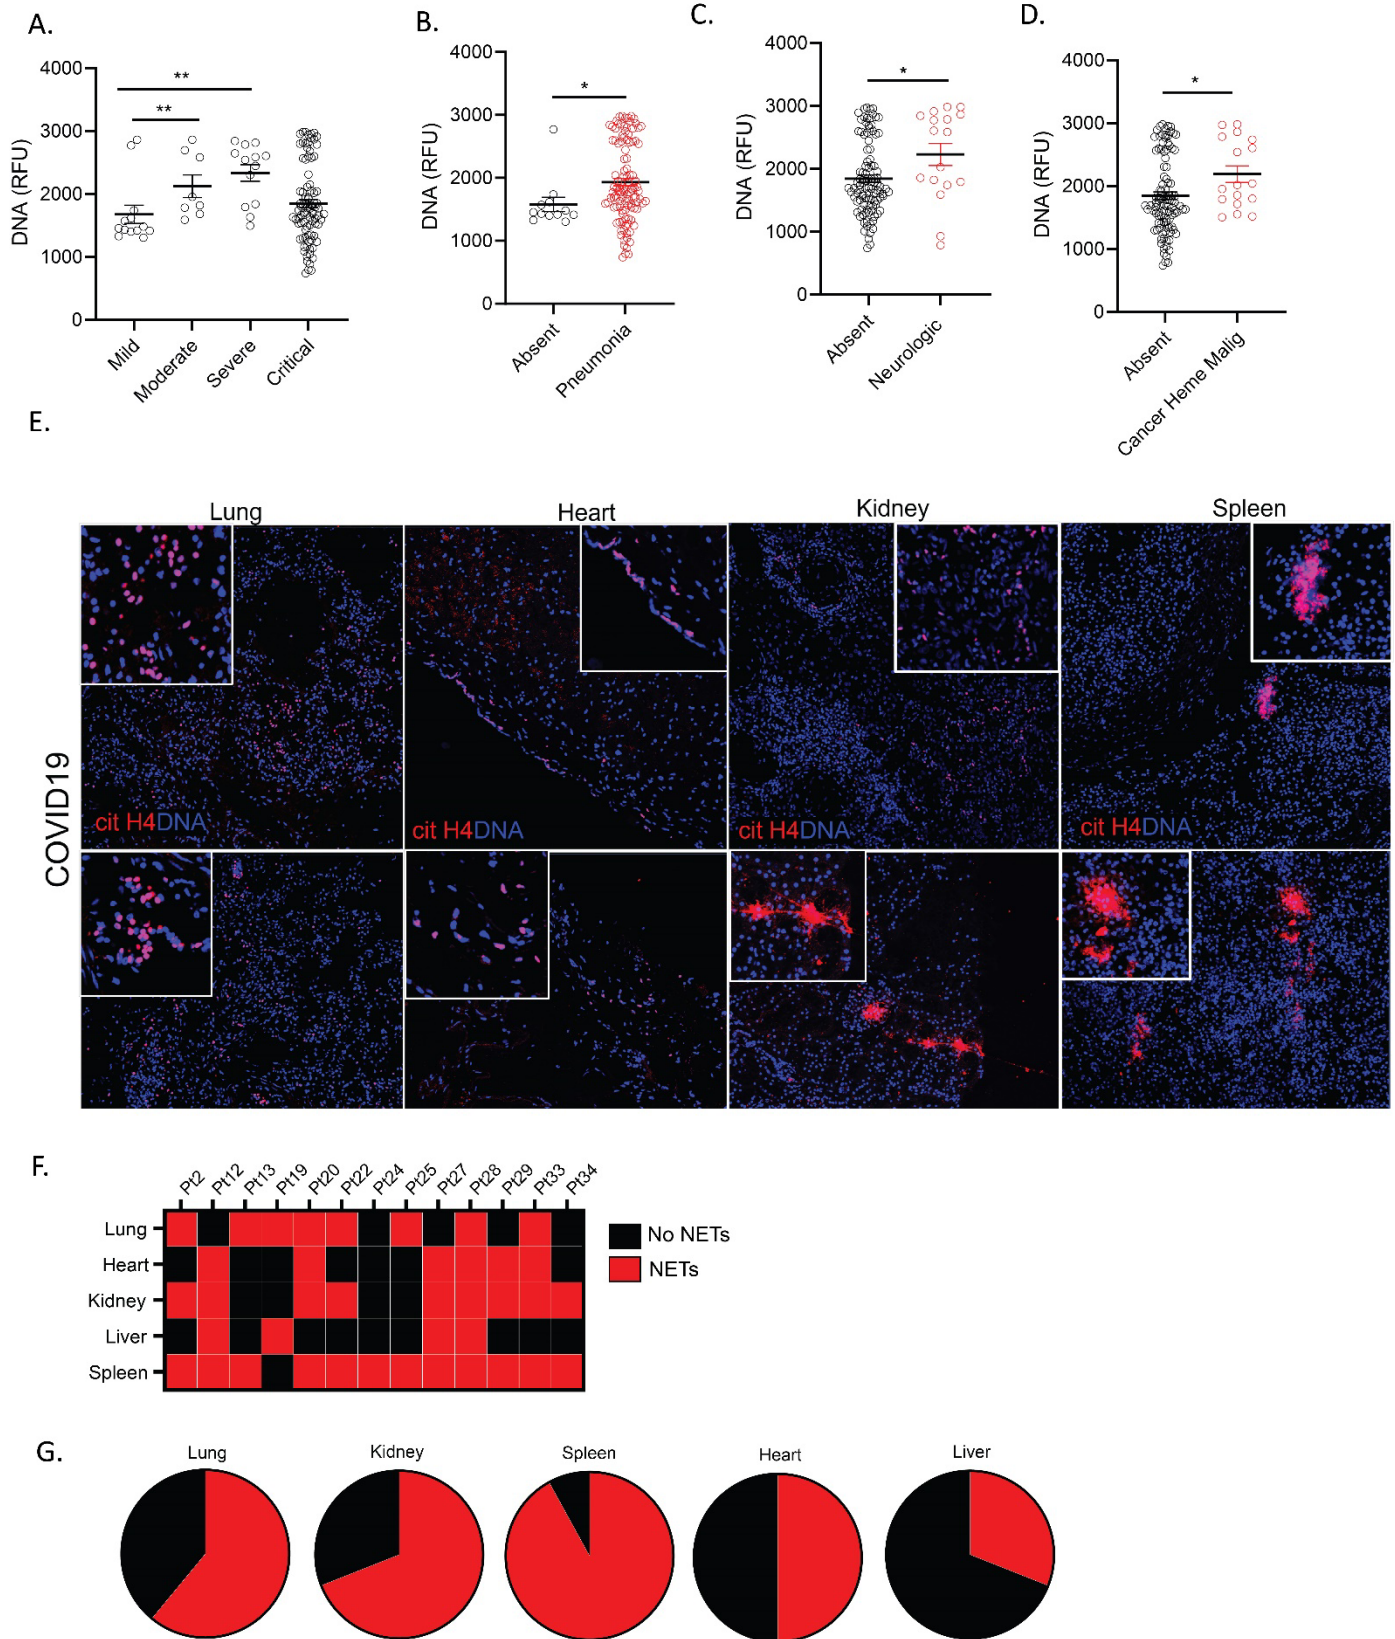 A.
B.
C.
D.
4000
3000
2000
1000
0
DNA (RFU)
**
**
Mild
Moderate
Severe
Critical
4000
3000
2000
1000
0
DNA (RFU)
*
Absent
Pneumonia
4000
3000
2000
1000
0
DNA (RFU)
*
Absent
Neurologic
4000
3000
2000
1000
0
DNA (RFU)
*
Absent
Cancer Heme Malig
E.
Lung
Heart
Kidney
Spleen
COVID19
cit H4DNA
cit H4DNA
cit H4DNA
cit H4DNA
F.
Pt2
Pt12
Pt13
Pt19
Pt20
Pt22
Pt24
Pt25
Pt27
Pt28
Pt29
Pt33
Pt34
Lung
Heart
Kidney
Liver
Spleen
No NETs
NETs
G.
Lung
Kidney
Spleen
Heart
Liver